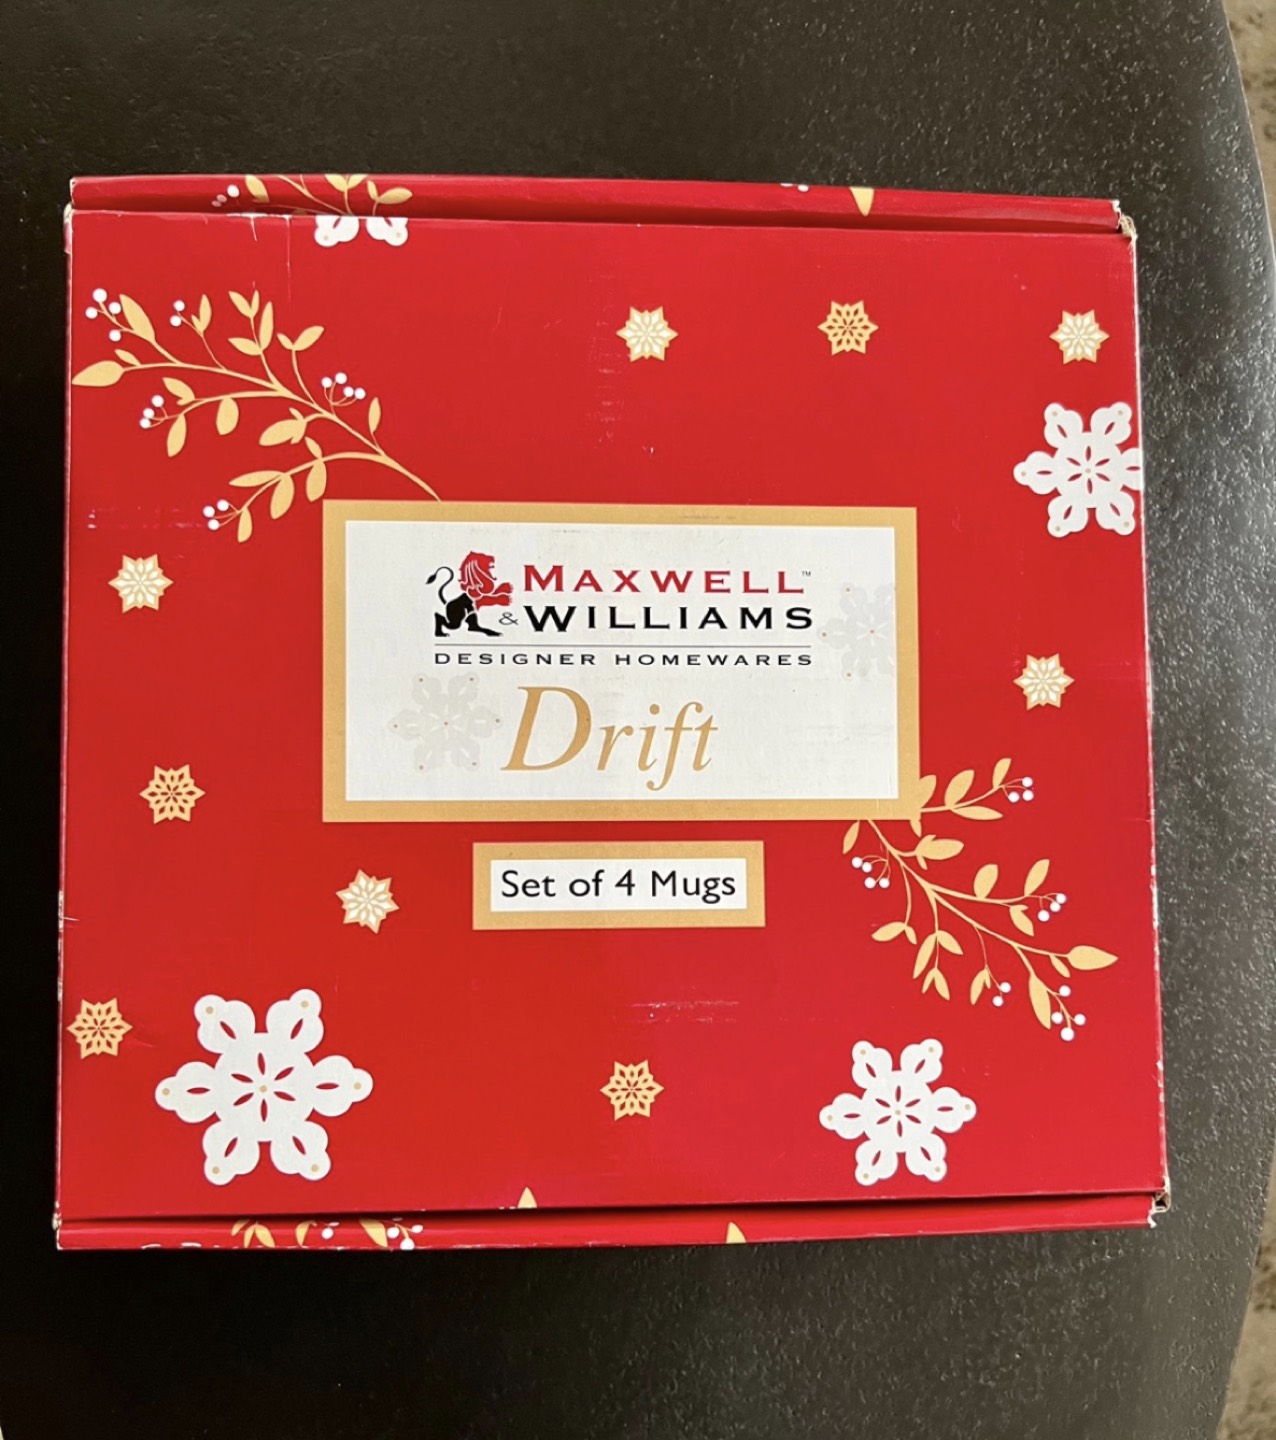 MAXWELL™
& WILLIAMS
DESIGNER HOMEWARES
Drift
Set of 4 Mugs